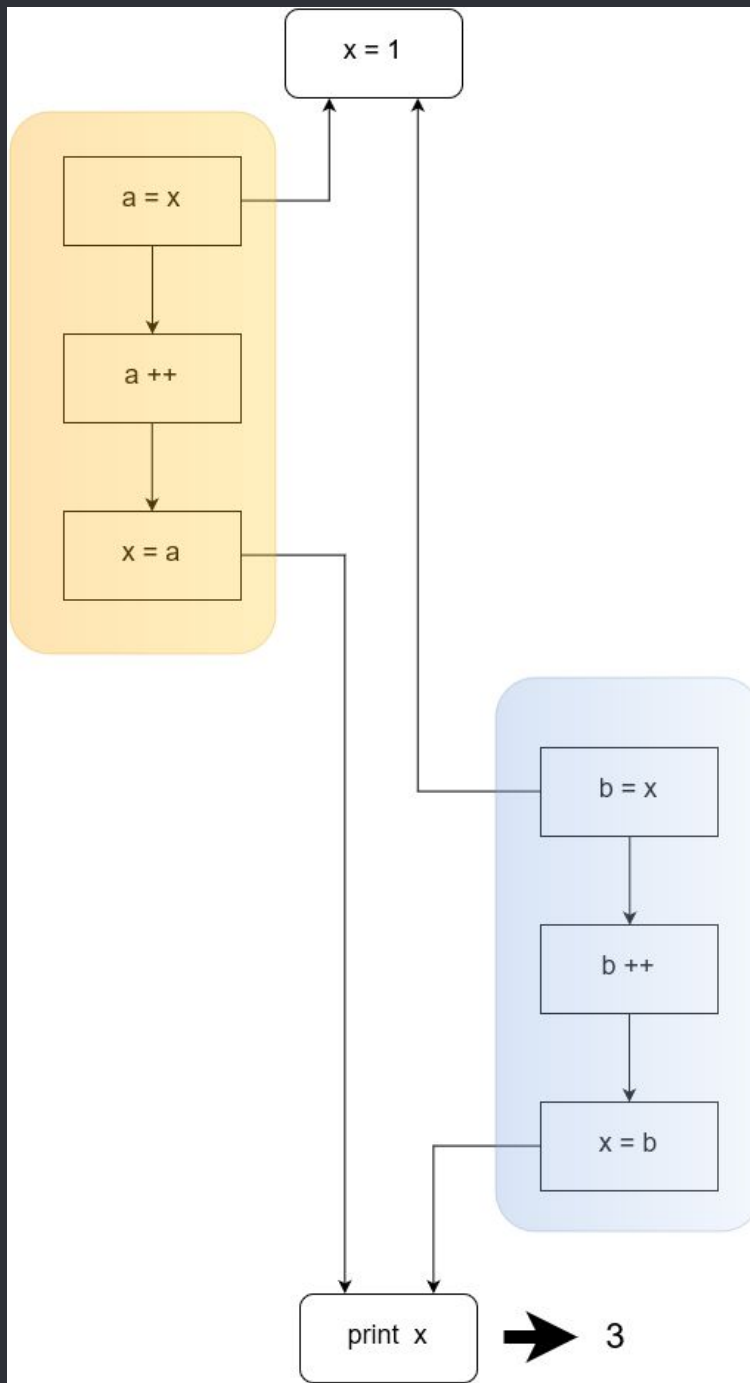 x = 1
a = x
a ++
x = a
b = x
b ++
x = b
print x
3